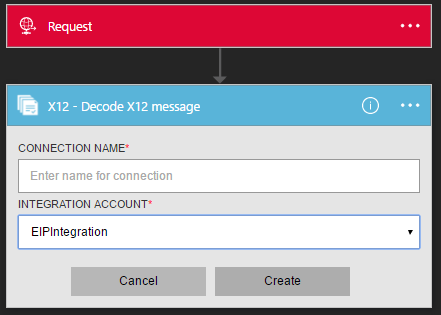 Request
X12 - Decode X12 message
CONNECTION NAME*
Enter name for connection
INTEGRATION ACCOUNT*
EIPIntegration
Cancel Create